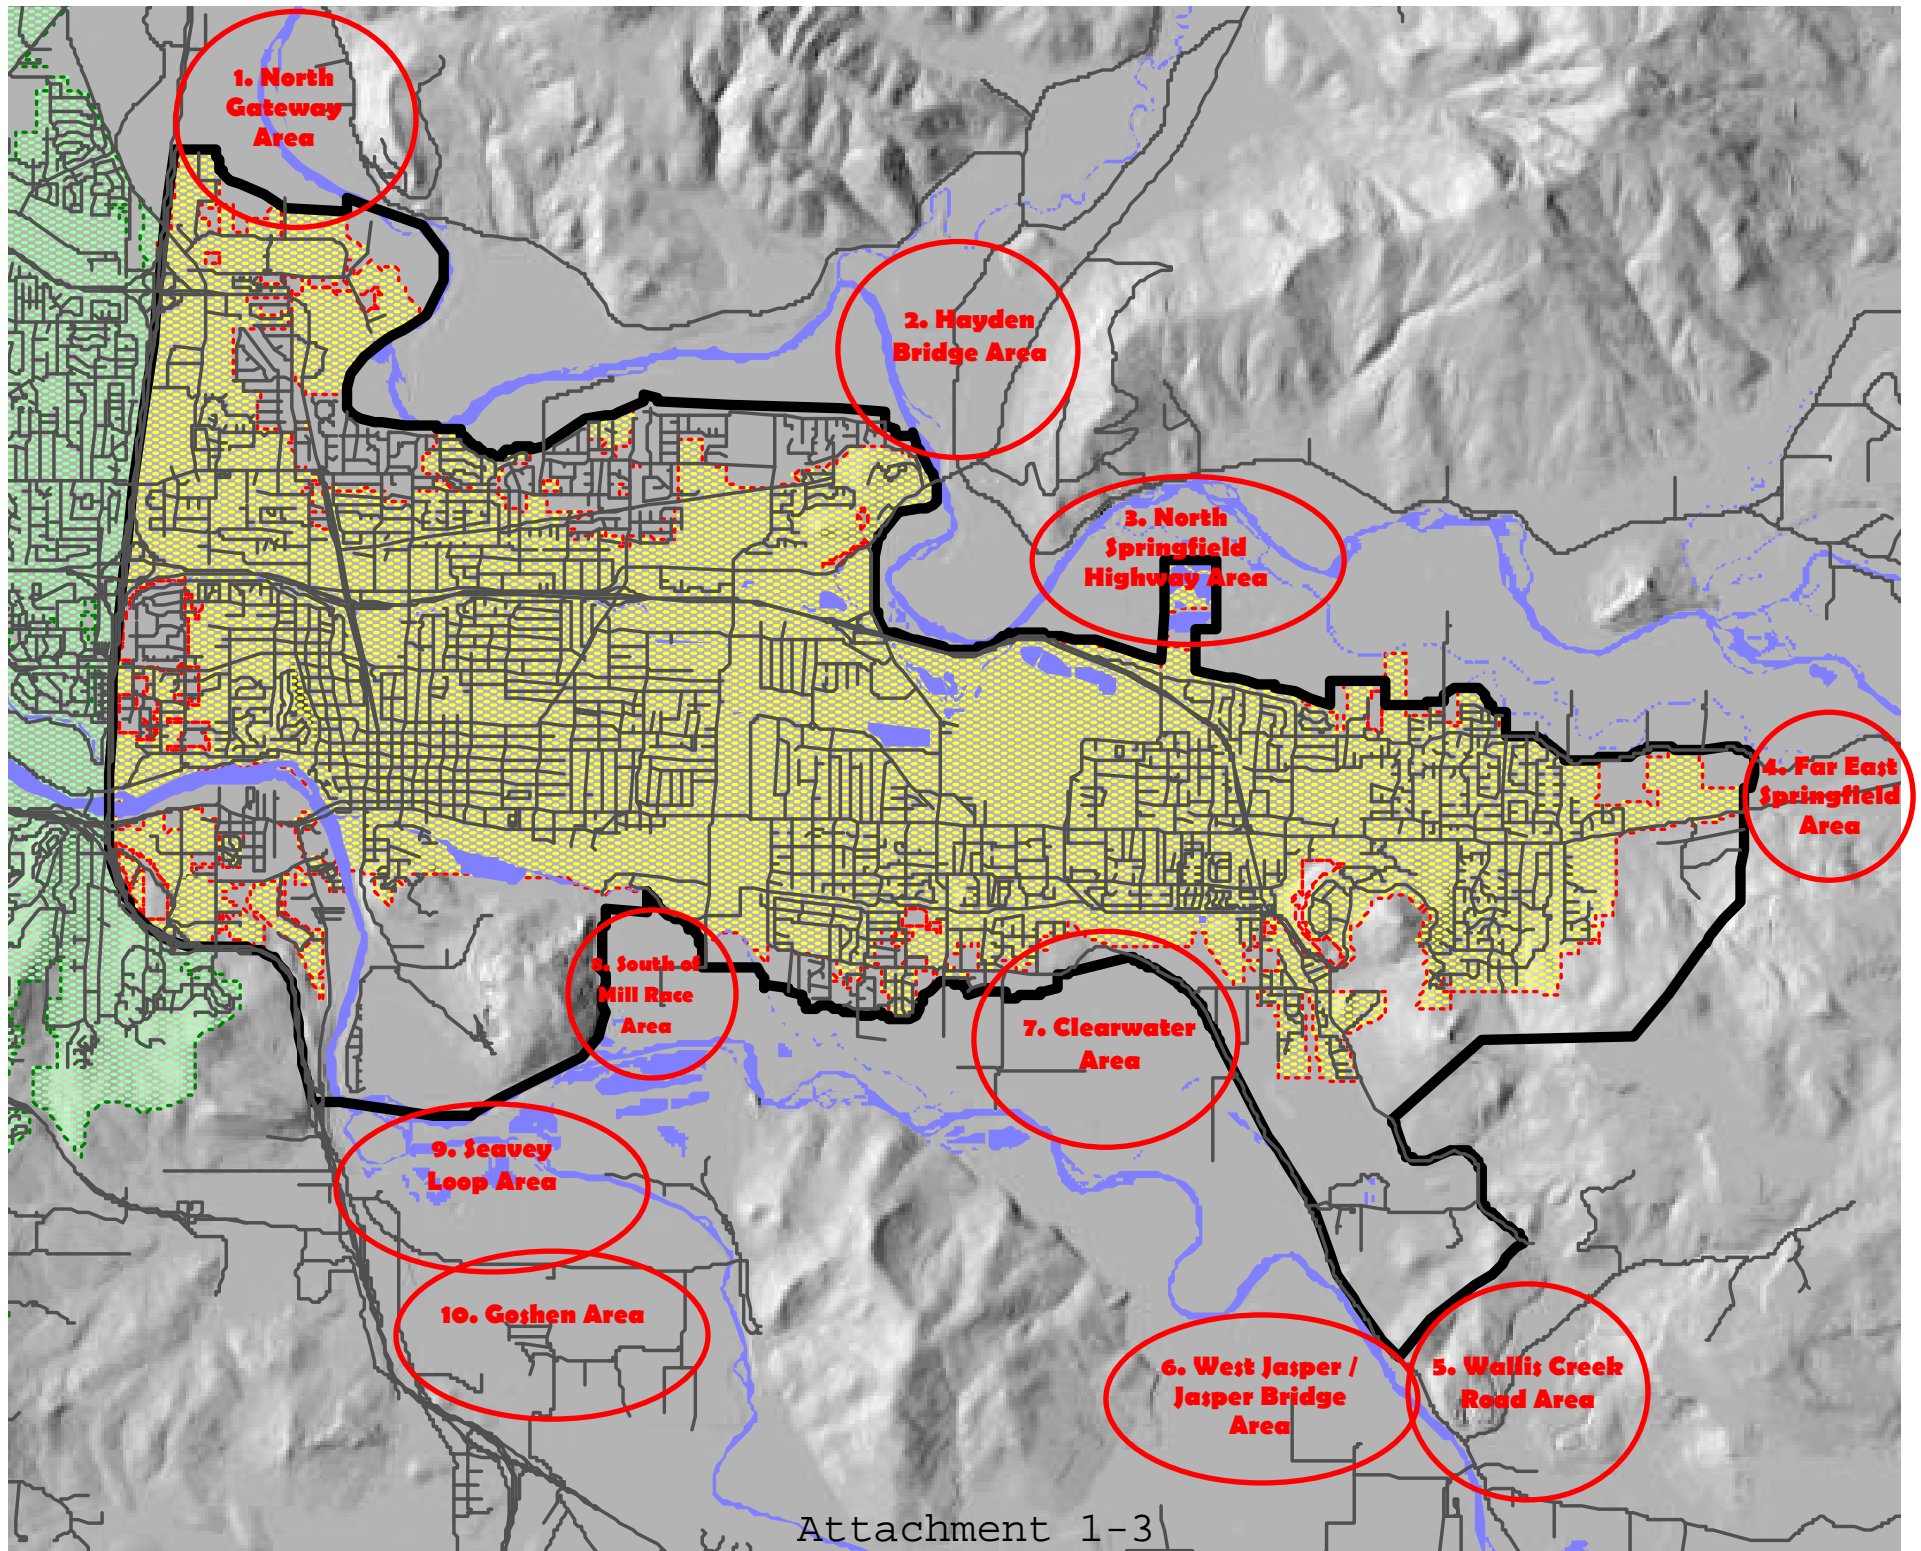 1. North
Gateway
Area
2. Hayden
Bridge Area
3. North
Springfield
Highway Area
4. Far East
Springfield
Area
8. South of
Mill Race
Area
7. Clearwater
Area
9. Seavey
Loop Area
10. Goshen Area
6. West Jasper /
Jasper Bridge
Area
5. Wallis Creek
Road Area
Attachment 1-3